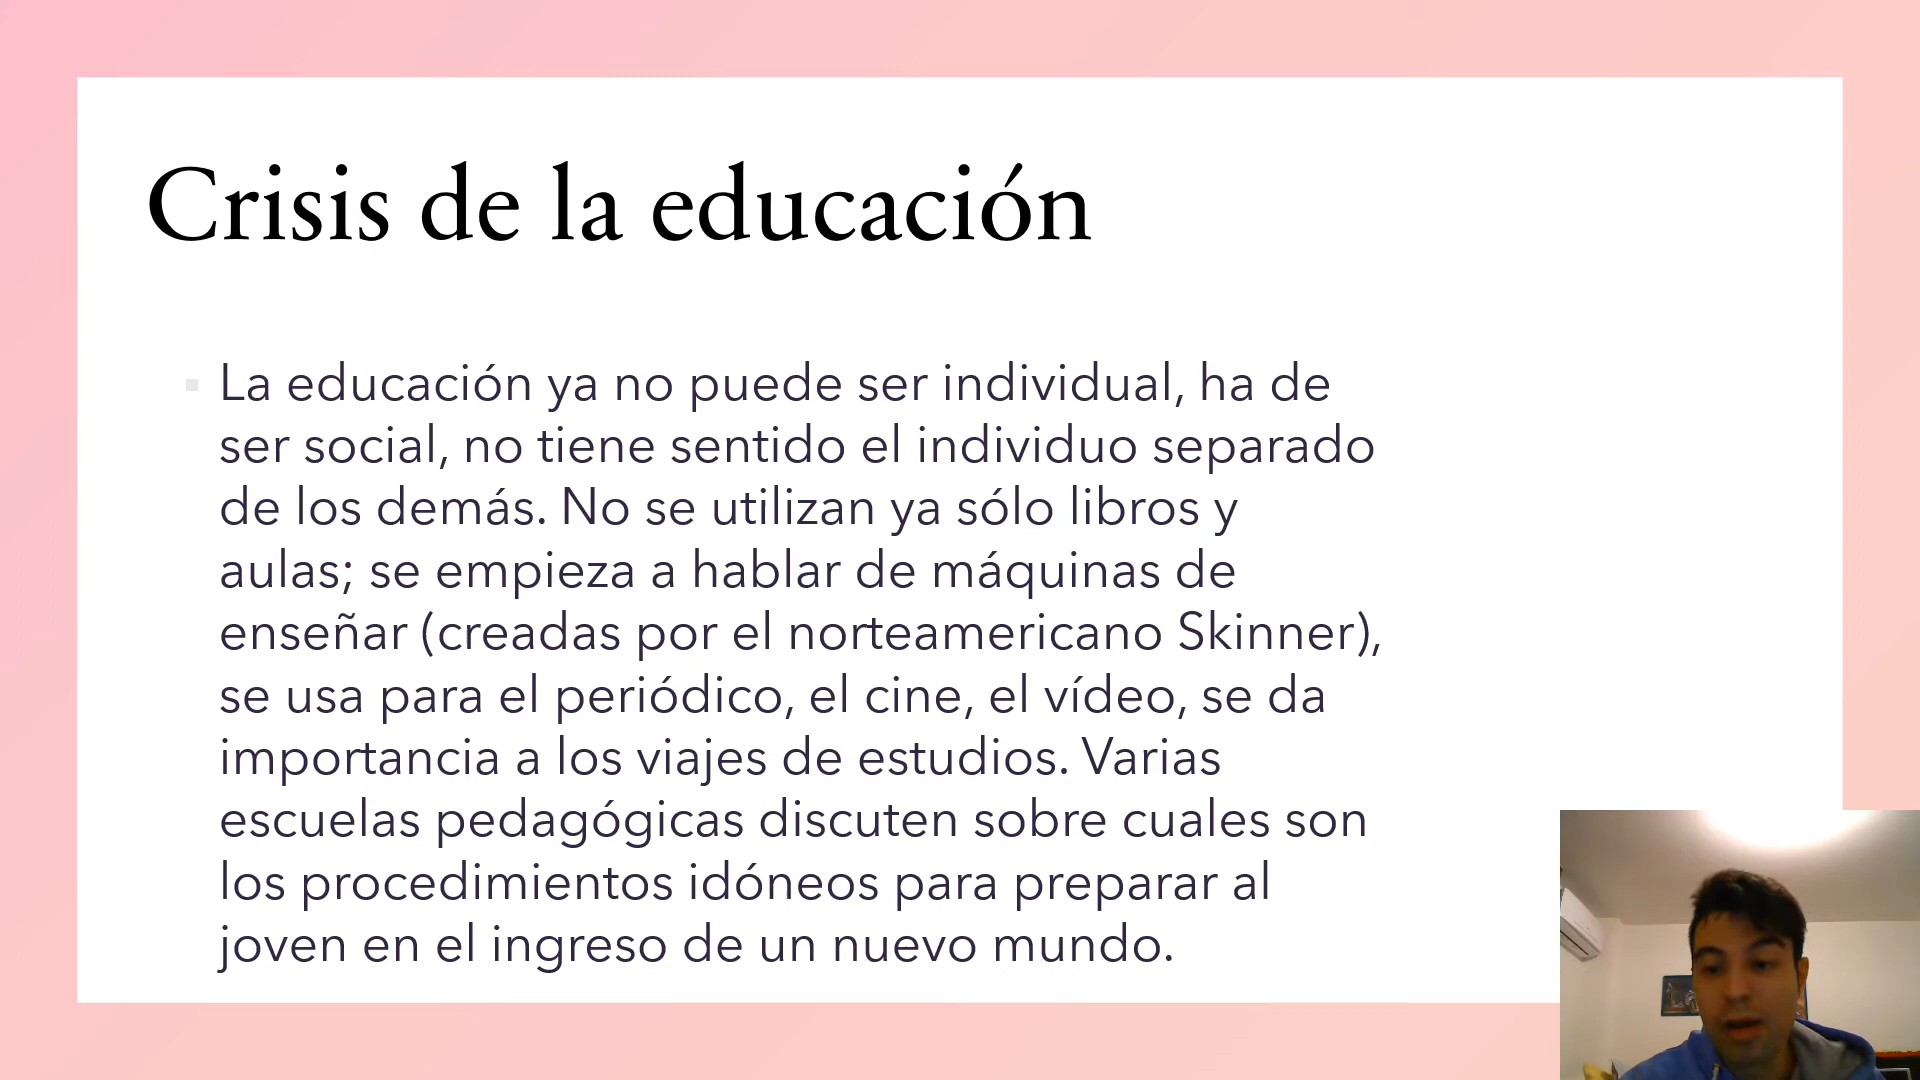 Crisis de la educación
La educación ya no puede ser individual, ha de
ser social, no tiene sentido el individuo separado
de los demás. No se utilizan ya sólo libros y
aulas; se empieza a hablar de máquinas de
enseñar (creadas por el norteamericano Skinner),
se usa para el periódico, el cine, el vídeo, se da
importancia a los viajes de estudios. Varias
escuelas pedagógicas discuten sobre cuales son
los procedimientos idóneos para preparar al
joven en el ingreso de un nuevo mundo.